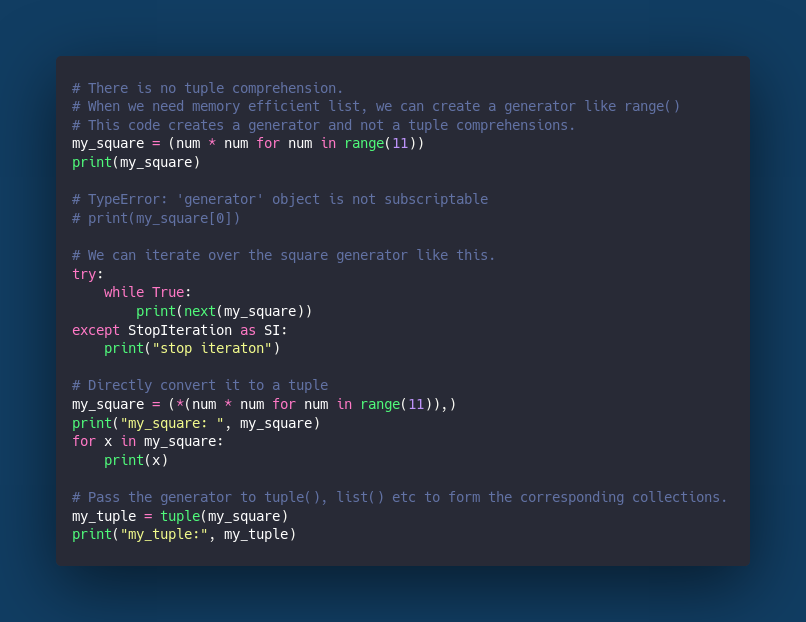 # There is no tuple comprehension.
# When we need memory efficient list, we can create a generator like range()
# This code creates a generator and not a tuple comprehensions.
my_square = (num * num for num in range(11))
print(my_square)

# TypeError: 'generator' object is not subscriptable
# print(my_square[0])

# We can iterate over the square generator like this.
try:
    while True:
        print(next(my_square))
except StopIteration as SI:
    print("stop iteraton")

# Directly convert it to a tuple
my_square = (*(num * num for num in range(11)),)
print("my_square: ", my_square)
for x in my_square:
    print(x)

# Pass the generator to tuple(), list() etc to form the corresponding collections.
my_tuple = tuple(my_square)
print("my_tuple:", my_tuple)